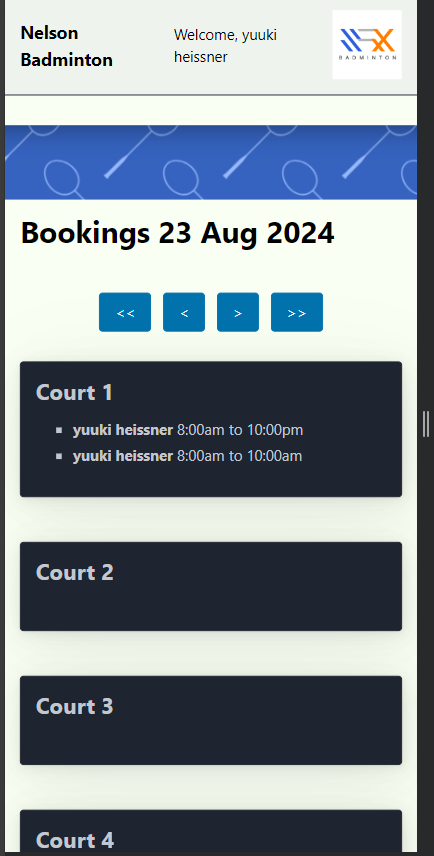 Nelson
Badminton
Welcome, yuuki
heissner
BADMINTON
Bookings 23 Aug 2024
<<
<
>
>>
Court 1
yuuki heissner 8:00am to 10:00pm
yuuki heissner 8:00am to 10:00am
Court 2
Court 3
Court 4